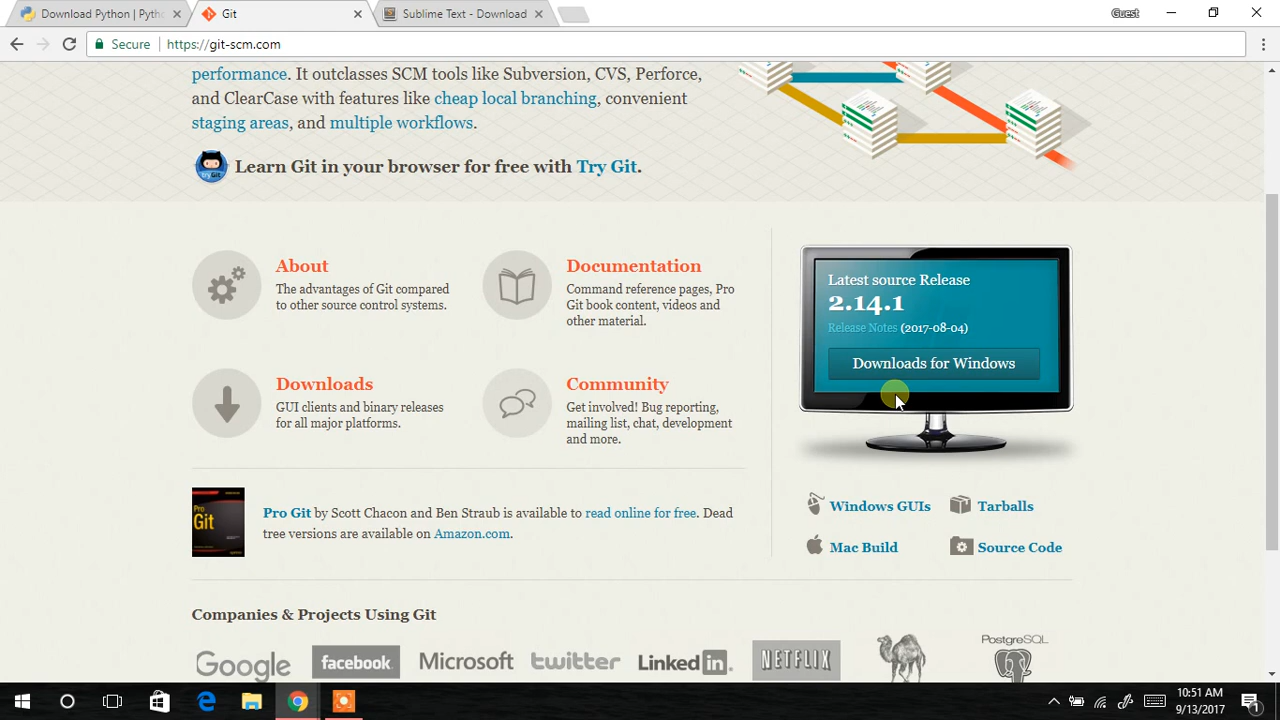 Download Python | Pytho
Git
Sublime Text - Download
Guest
Secure
https://git-scm.com
performance. It outclasses SCM tools like Subversion, CVS, Perforce,
and ClearCase with features like cheap local branching, convenient
staging areas, and multiple workflows.
try Git
Learn Git in your browser for free with Try Git.
About
The advantages of Git compared
to other source control systems.
Documentation
Command reference pages, Pro
Git book content, videos and
other material.
Downloads
GUI clients and binary releases
for all major platforms.
Community
Get involved! Bug reporting,
mailing list, chat, development
and more.
Latest source Release
2.14.1
Release Notes (2017-08-04)
Downloads for Windows
Windows GUIs
Tarballs
Mac Build
Source Code
Pro
Git
Pro Git by Scott Chacon and Ben Straub is available to read online for free. Dead
tree versions are available on Amazon.com.
Companies & Projects Using Git
Google
facebook
Microsoft
twitter
Linked in.
NETFLIX
PostgreSQL
10:51 AM
9/13/2017
1